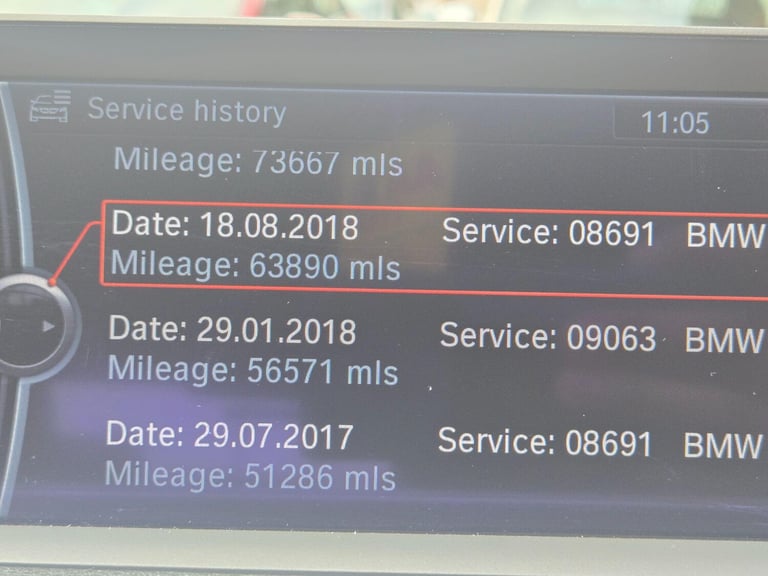 Service history
11:05
Mileage: 73667 mls
Date: 18.08.2018 Service: 08691 BMW
Mileage: 63890 mls
Date: 29.01.2018 Service: 09063 BMW
Mileage: 56571 mls
Date: 29.07.2017 Service: 08691 BMW
Mileage: 51286 mls